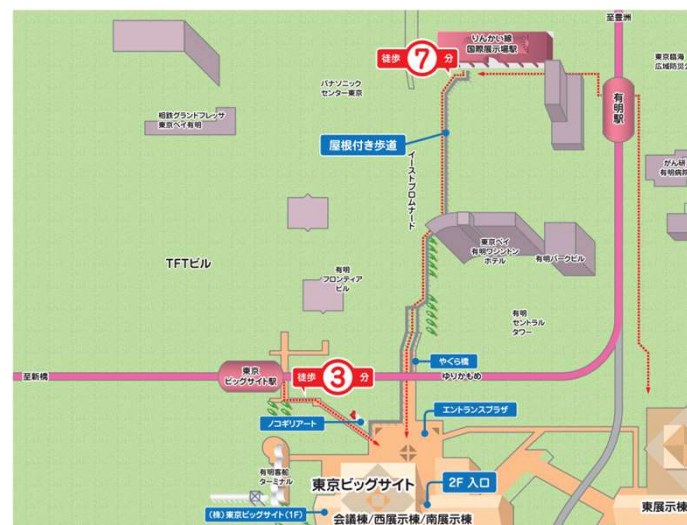 至豊洲
りんかい線
国際展示場駅
徒歩 7 分
東京臨海
広域防災公
パナソニック
センター東京
有明駅
相鉄グランドフレッサ
東京ベイ有明
屋根付き歩道
イーストプロムナード
がん研
有明病院
東京ベイ
有明ワシントン
ホテル
有明パークビル
TFTビル
有明
フロンティア
ビル
有明
セントラル
タワー
やぐら橋
至新橋
東京
ビッグサイト駅
徒歩 3 分
ゆりかもめ
ノコギリアート
エントランスプラザ
有明客船
ターミナル
東京ビッグサイト
2F 入口
東展示棟
(株)東京ビッグサイト(1F)
会議棟/西展示棟/南展示棟